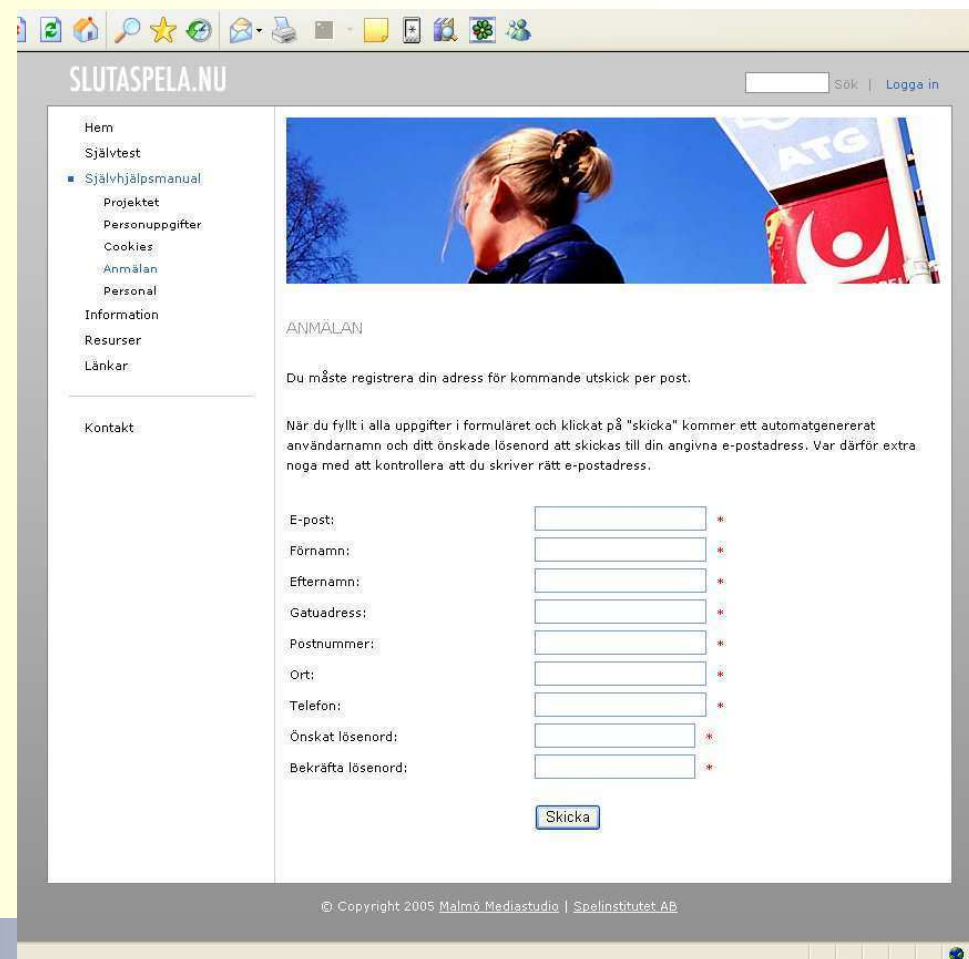 SLUTASPELA.NU
Sök | Logga in
Hem
Självtest
Självhjälpsmanual
Projektet
Personuppgifter
Cookies
Anmälan
Personal
Information
Resurser
Länkar
Kontakt
ATG
ANMÄLAN
Du måste registrera din adress för kommande utskick per post.
När du fyllt i alla uppgifter i formuläret och klickat på "skicka" kommer ett automatgenererat
användarnamn och ditt önskade lösenord att skickas till din angivna e-postadress. Var därför extra
noga med att kontrollera att du skriver rätt e-postadress.
E-post: *
Förnamn: *
Efternamn: *
Gatuadress: *
Postnummer: *
Ort: *
Telefon: *
Önskat lösenord: *
Bekräfta lösenord: *
Skicka
© Copyright 2005 Malmö Mediastudio | Spelinstitutet AB